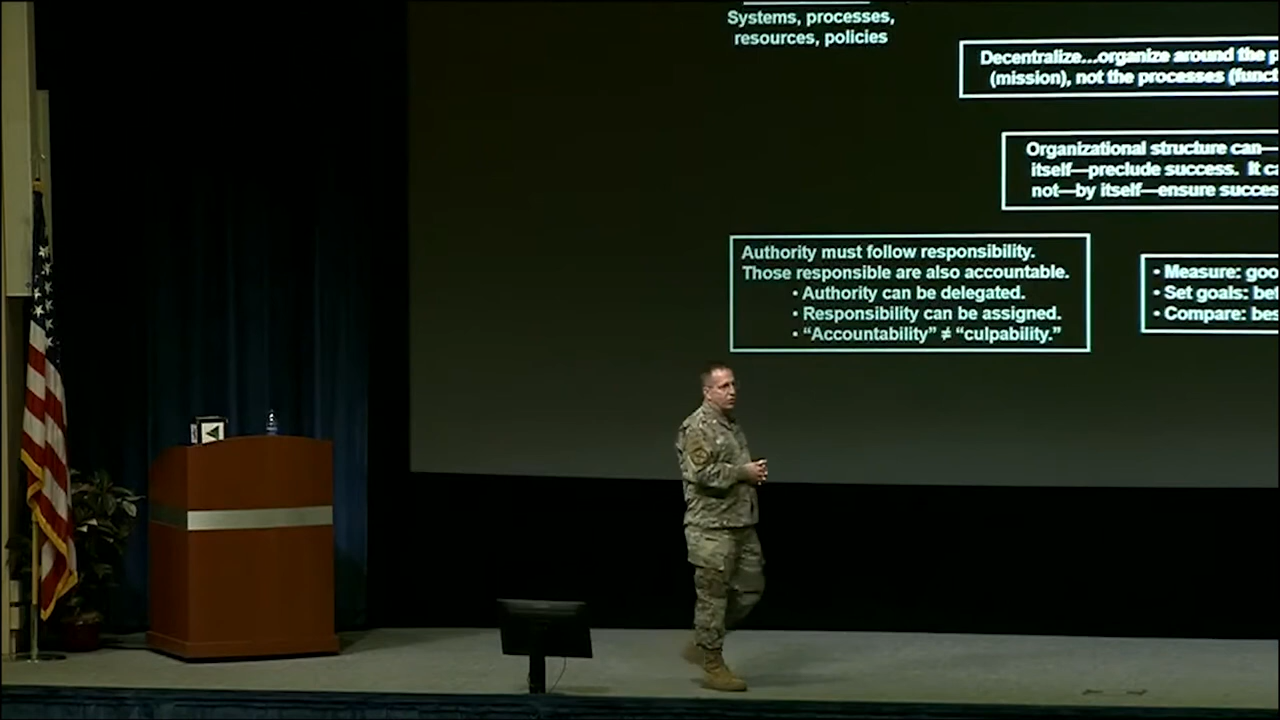 Systems, processes,
resources, policies
Decentralize...organize around the
(mission), not the processes
Organizational structure can—
itself—preclude success. It
not—by itself—ensure
Authority must follow responsibility.
Those responsible are also accountable.
• Authority can be delegated.
• Responsibility can be assigned.
• “Accountability” ≠ “culpability.”
• Measure:
• Set goals:
• Compare: